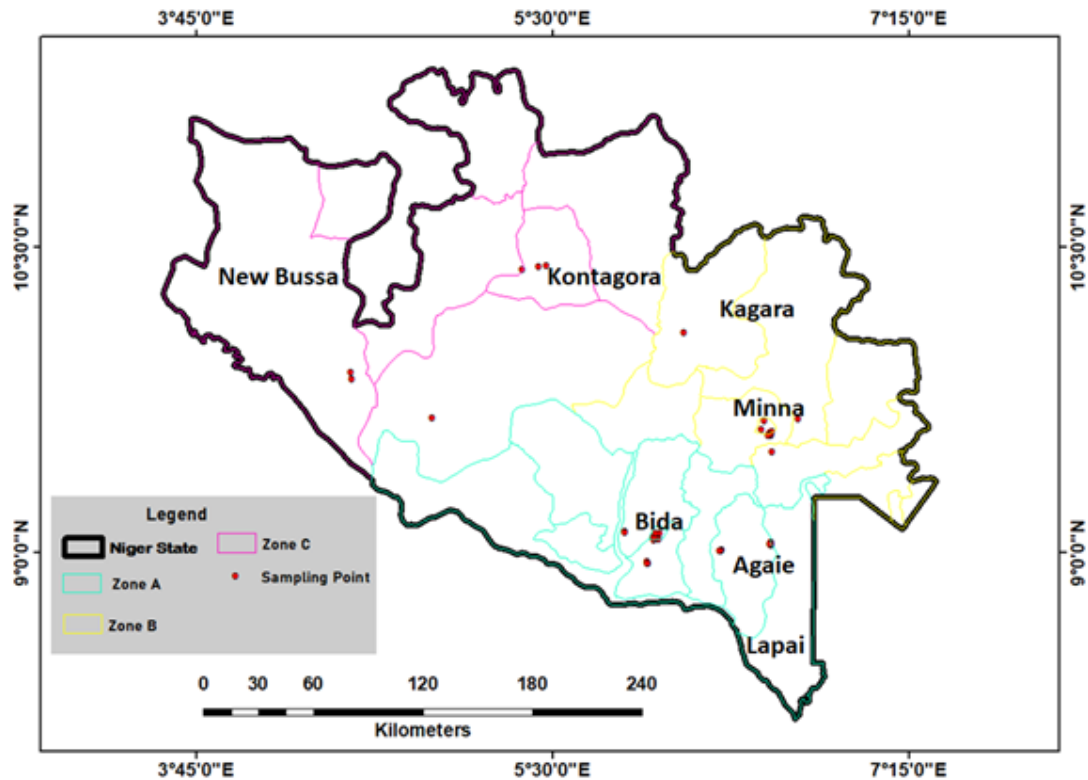 3°45'0"E 5°30'0"E 7°15'0"E
10°30'0"N 10°30'0"N
New Bussa
Kontagora
Kagara
Minna
Bida
Agaie
Lapai
9°0'0"N 9°0'0"N
Legend
Niger State
Zone A
Zone B
Zone C
Sampling Point
0 30 60 120 180 240
Kilometers
3°45'0"E 5°30'0"E 7°15'0"E